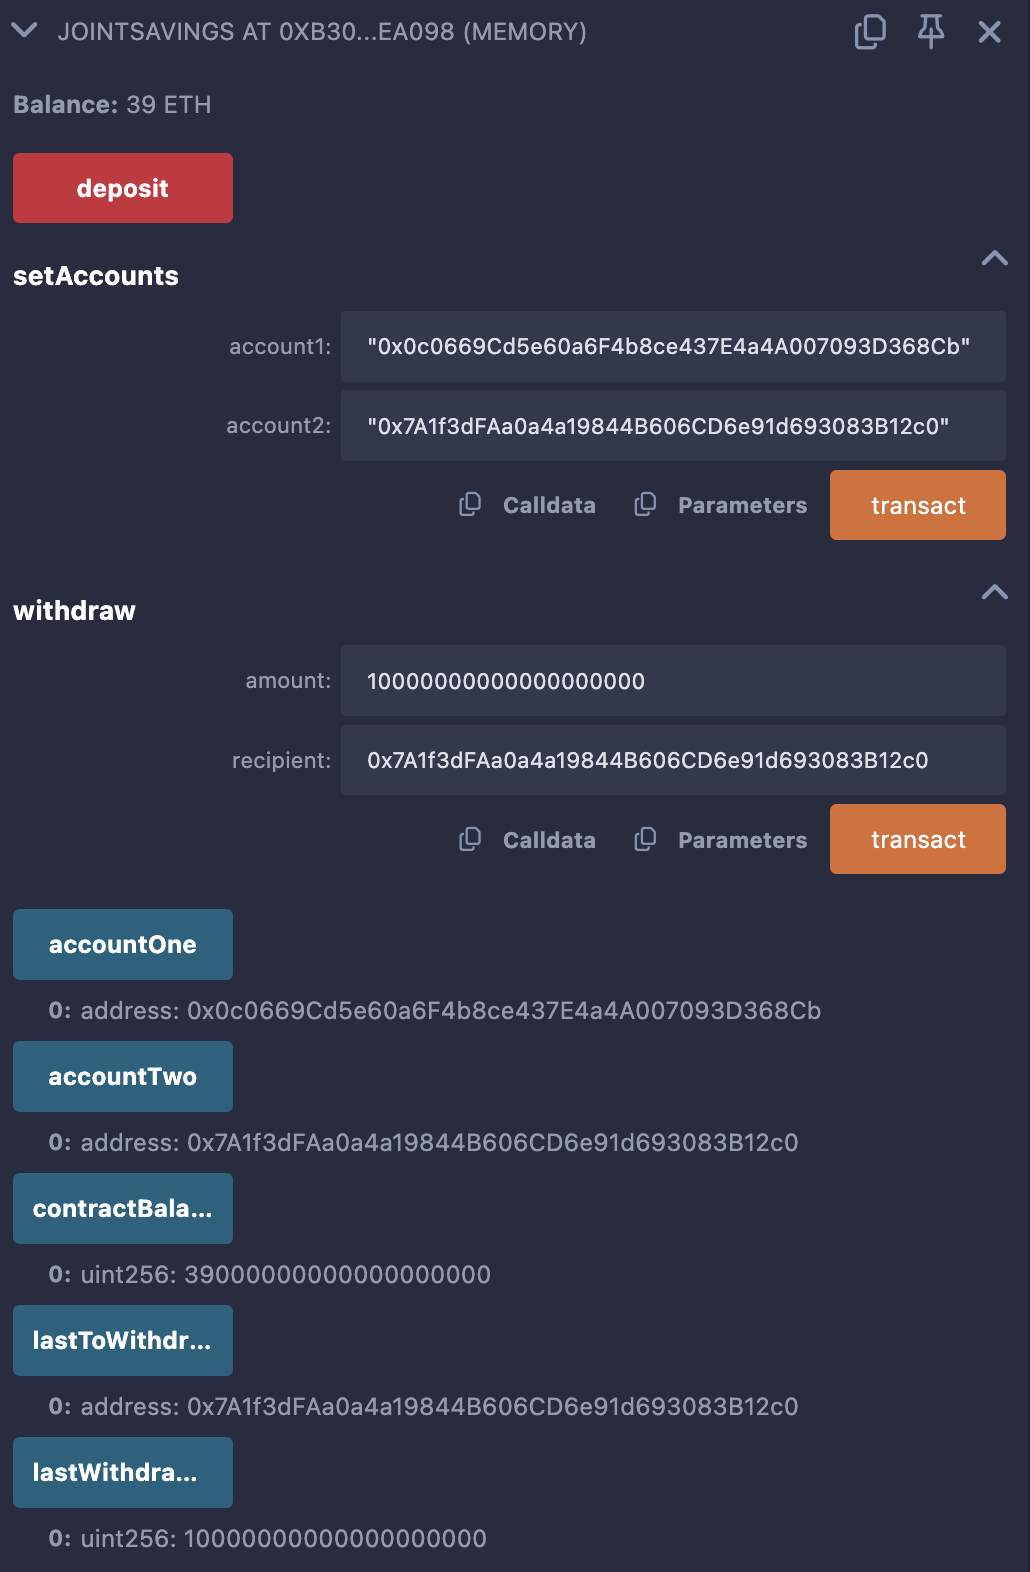 JOINTSAVINGS AT 0XB30...EA098 (MEMORY)
Balance: 39 ETH
deposit
setAccounts
account1: "0x0c0669Cd5e60a6F4b8ce437E4a4A007093D368Cb"
account2: "0x7A1f3dFAa0a4a19844B606CD6e91d693083B12c0"
Calldata Parameters transact
withdraw
amount: 10000000000000000000
recipient: 0x7A1f3dFAa0a4a19844B606CD6e91d693083B12c0
Calldata Parameters transact
accountOne
0: address: 0x0c0669Cd5e60a6F4b8ce437E4a4A007093D368Cb
accountTwo
0: address: 0x7A1f3dFAa0a4a19844B606CD6e91d693083B12c0
contractBala...
0: uint256: 39000000000000000000
lastToWithdr...
0: address: 0x7A1f3dFAa0a4a19844B606CD6e91d693083B12c0
lastWithdra...
0: uint256: 10000000000000000000